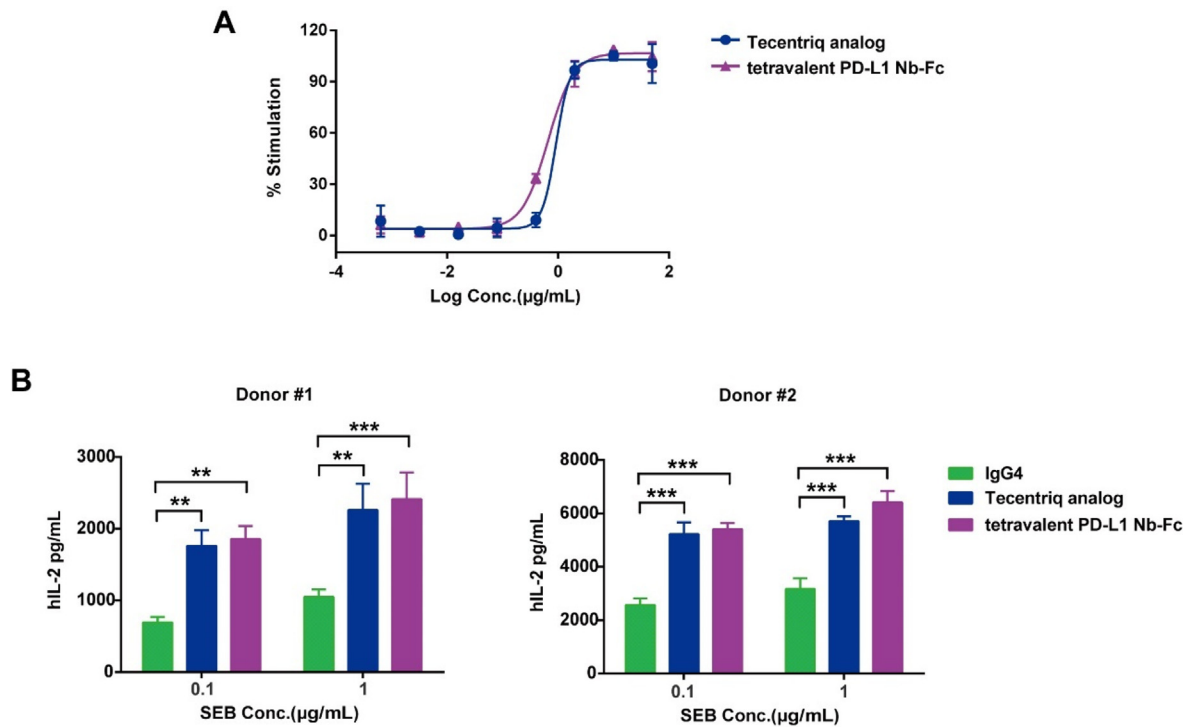 A
120
90
60
30
0
% Stimulation
-4
-2
0
2
Log Conc.(µg/mL)
Tecentriq analog
tetravalent PD-L1 Nb-Fc
B
Donor #1
3000
2000
1000
0
hIL-2 pg/mL
**
**
***
**
0.1
1
SEB Conc.(µg/mL)
Donor #2
8000
6000
4000
2000
0
hIL-2 pg/mL
***
***
***
***
0.1
1
SEB Conc.(µg/mL)
IgG4
Tecentriq analog
tetravalent PD-L1 Nb-Fc